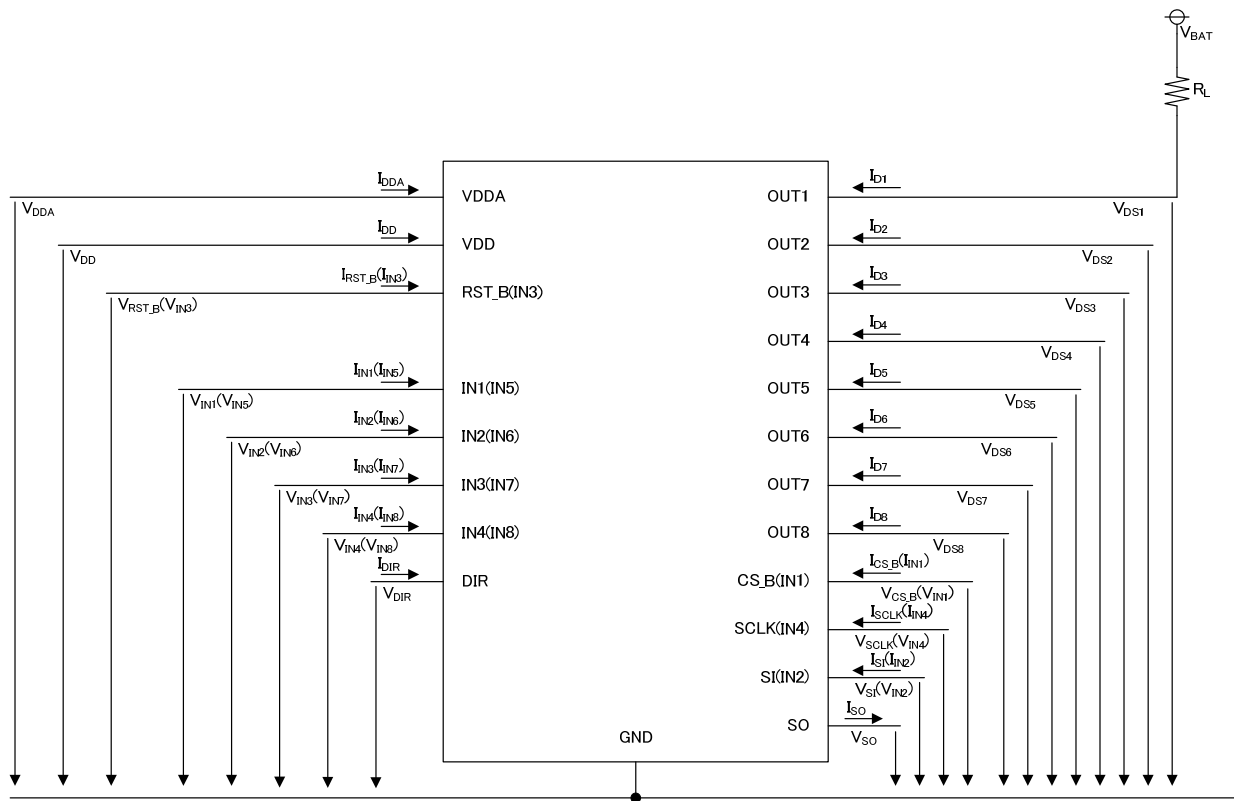 VBAT
RL
IDDA
VDDA
VDDA
IDD
VDD
VDD
IRST_B(IIN3)
RST_B(IN3)
VRST_B(VIN3)
IIN1(IIN5)
IN1(IN5)
VIN1(VIN5)
IIN2(IIN6)
IN2(IN6)
VIN2(VIN6)
IIN3(IIN7)
IN3(IN7)
VIN3(VIN7)
IIN4(IIN8)
IN4(IN8)
VIN4(VIN8)
IDIR
DIR
VDIR
GND
ID1
OUT1
VDS1
ID2
OUT2
VDS2
ID3
OUT3
VDS3
ID4
OUT4
VDS4
ID5
OUT5
VDS5
ID6
OUT6
VDS6
ID7
OUT7
VDS7
ID8
OUT8
VDS8
ICS_B(IIN1)
CS_B(IN1)
VCS_B(VIN1)
ISCLK(IIN4)
SCLK(IN4)
VSCLK(VIN4)
ISI(IIN2)
SI(IN2)
VSI(VIN2)
ISO
SO
VSO